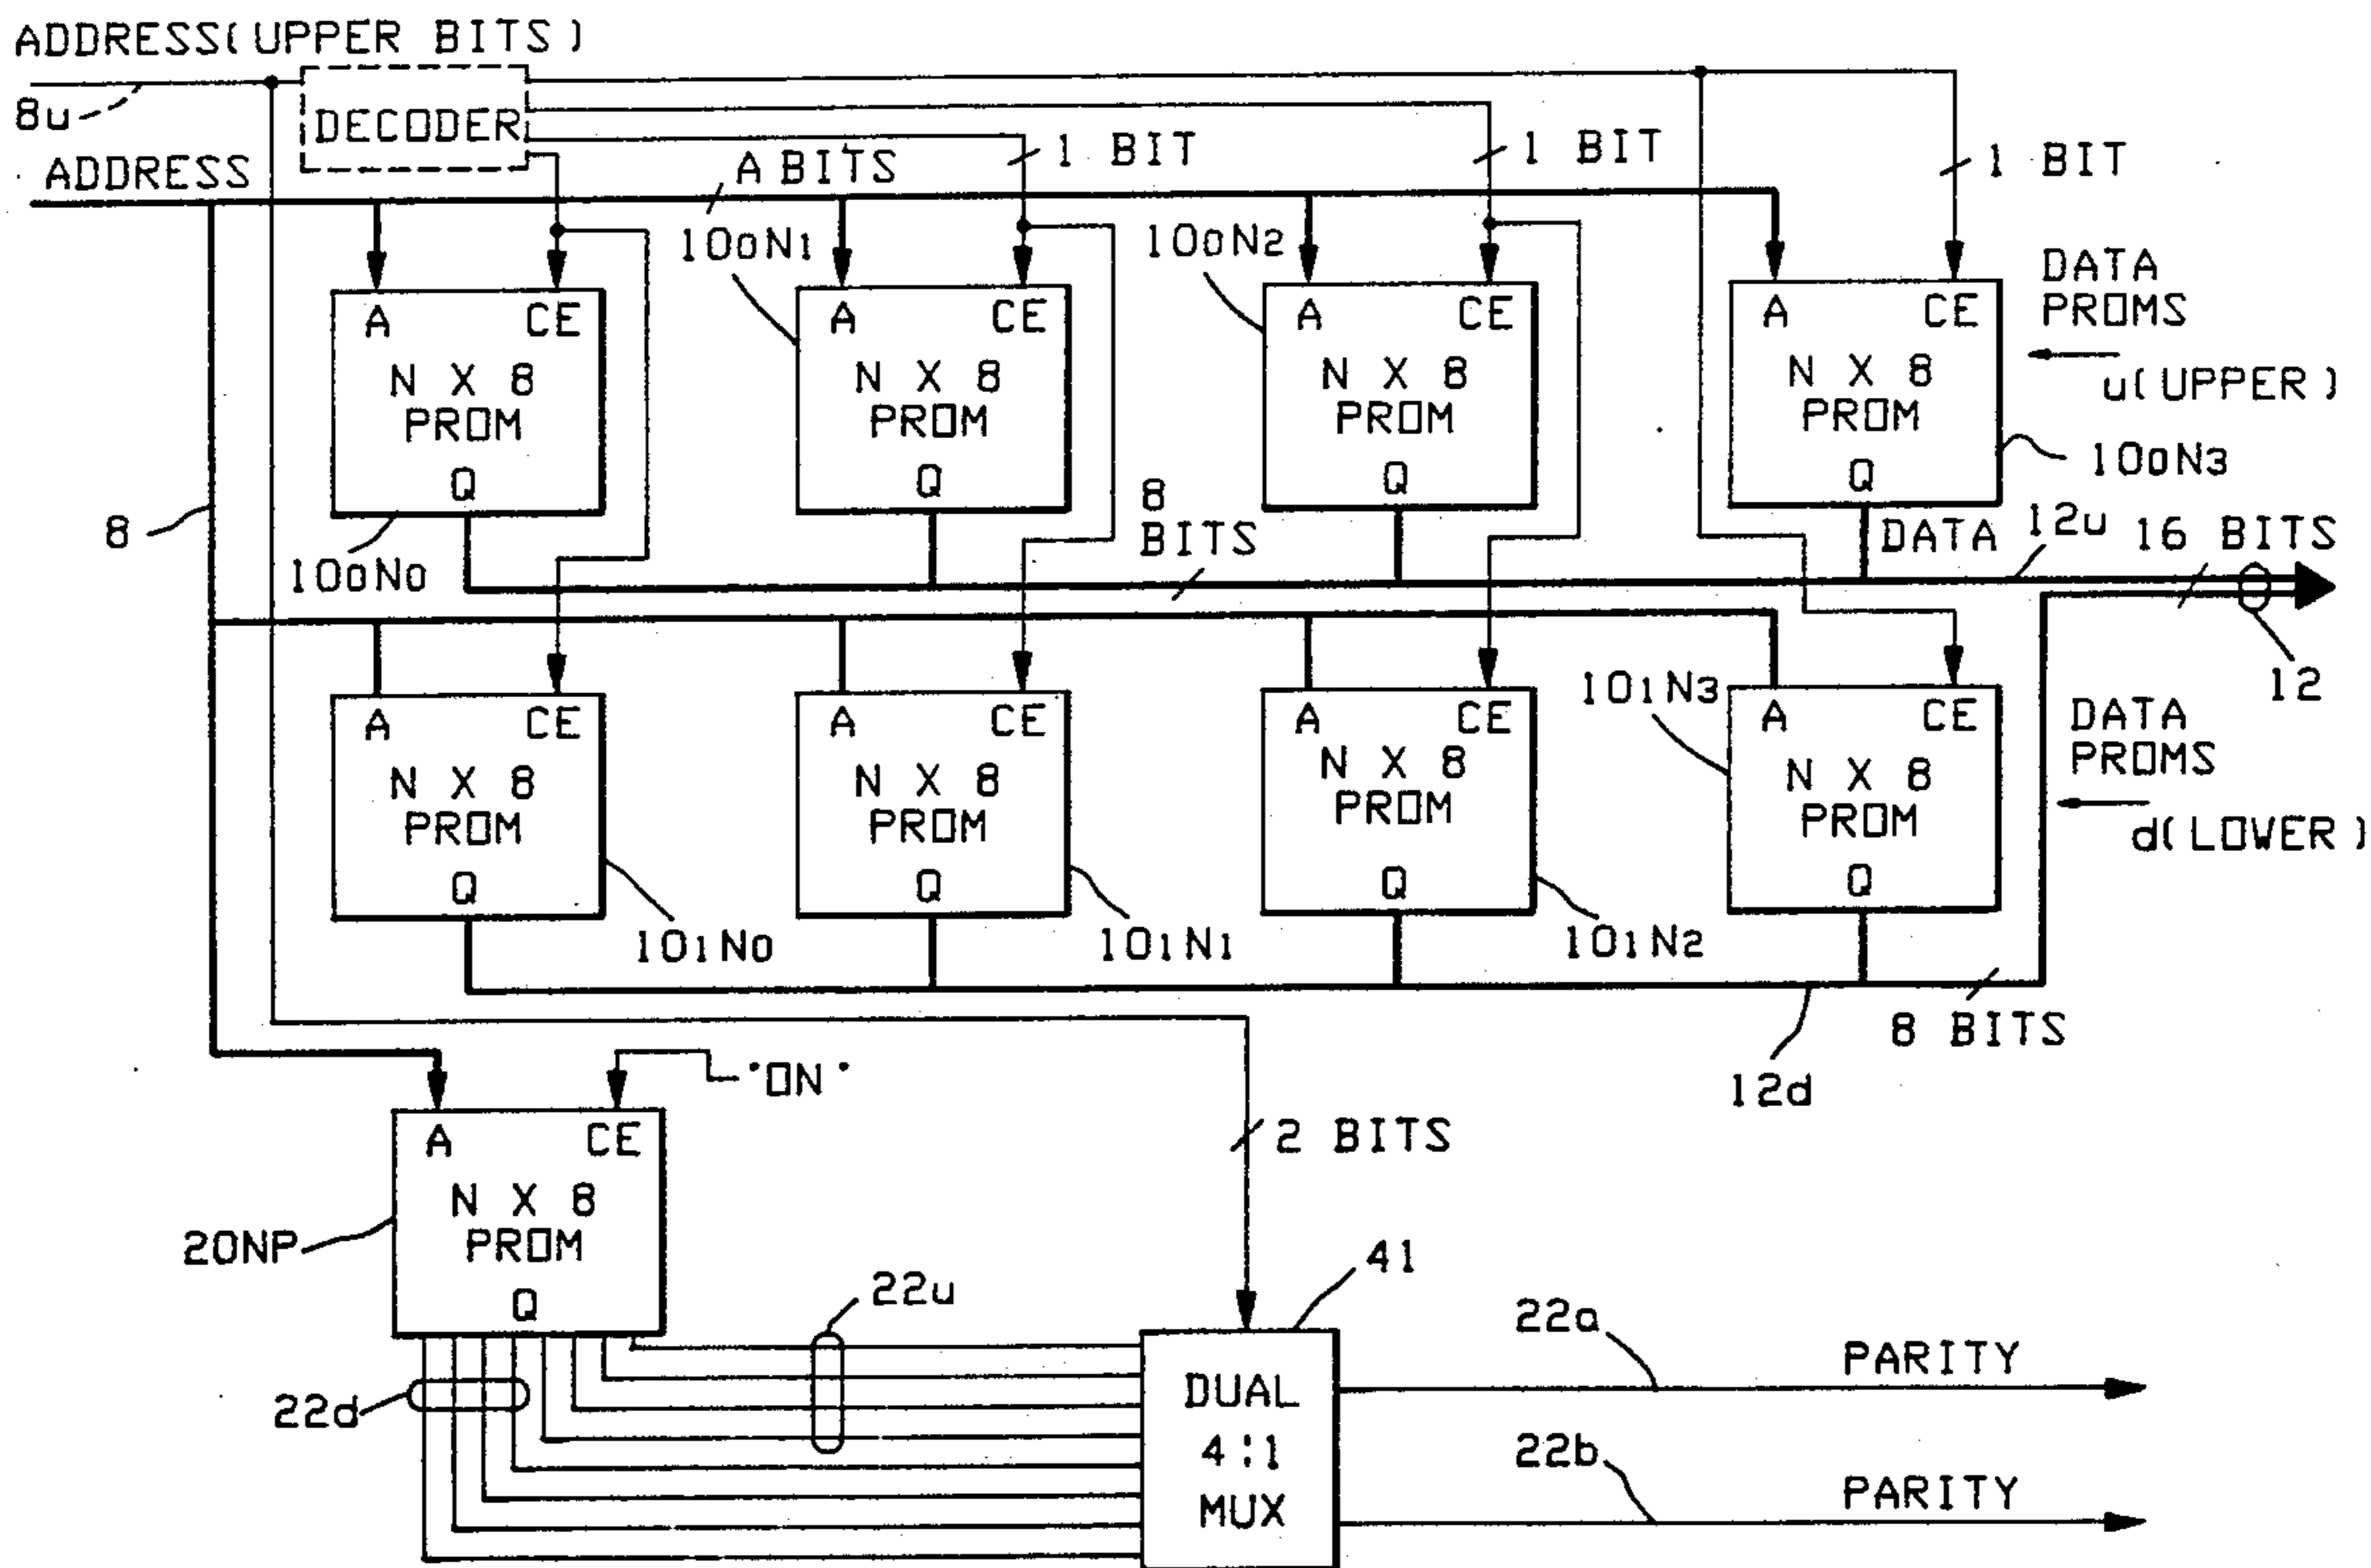 ADDRESS(UPPER BITS)
8u
DECODER
ADDRESS
A BITS
1 BIT
1 BIT
1 BIT
10oN1
10oN2
DATA
PROMS
u(UPPER)
A CE
N X 8
PROM
Q
A CE
N X 8
PROM
Q
A CE
N X 8
PROM
Q
A CE
N X 8
PROM
Q
10oN3
8
10oN0
8
BITS
DATA
12u
16 BITS
12
101N3
DATA
PROMS
d(LOWER)
A CE
N X 8
PROM
Q
A CE
N X 8
PROM
Q
A CE
N X 8
PROM
Q
A CE
N X 8
PROM
Q
101N0
101N1
101N2
8 BITS
12d
"ON"
A CE
N X 8
PROM
Q
20NP
2 BITS
22u
41
22d
DUAL
4:1
MUX
22a
PARITY
22b
PARITY